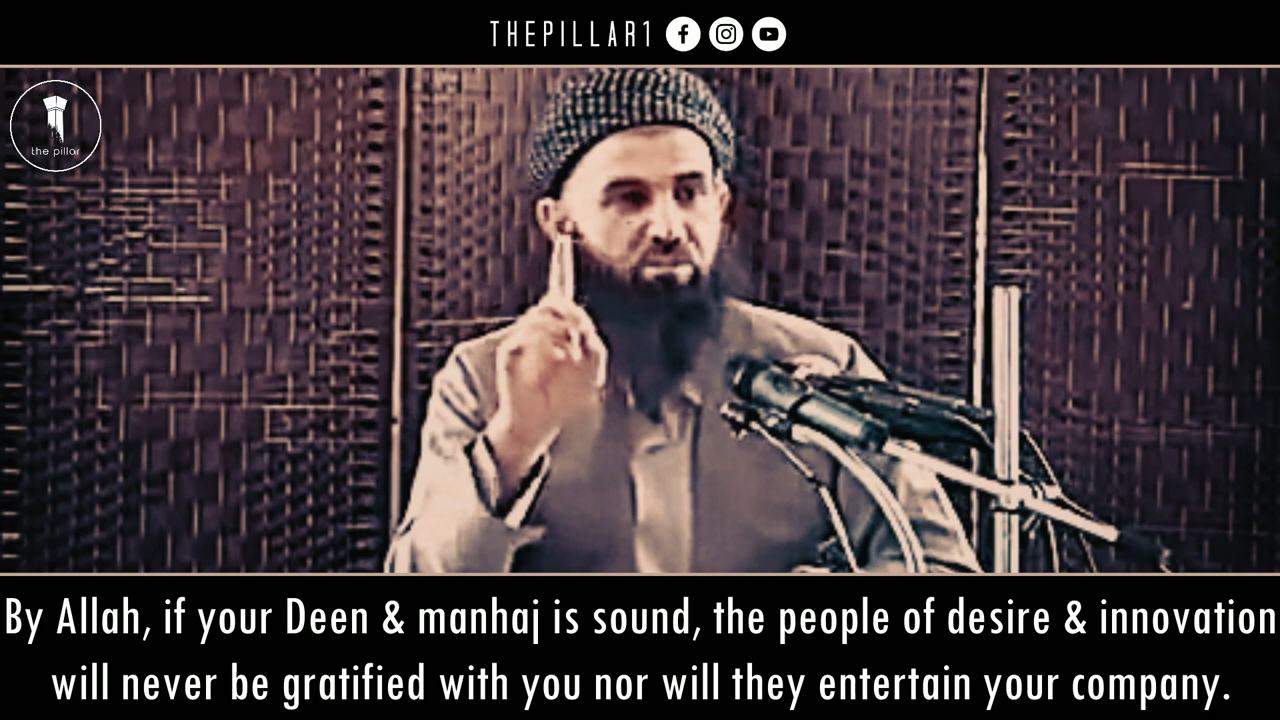 THEPILLAR1
the pillar
By Allah, if your Deen & manhaj is sound, the people of desire & innovation
will never be gratified with you nor will they entertain your company.